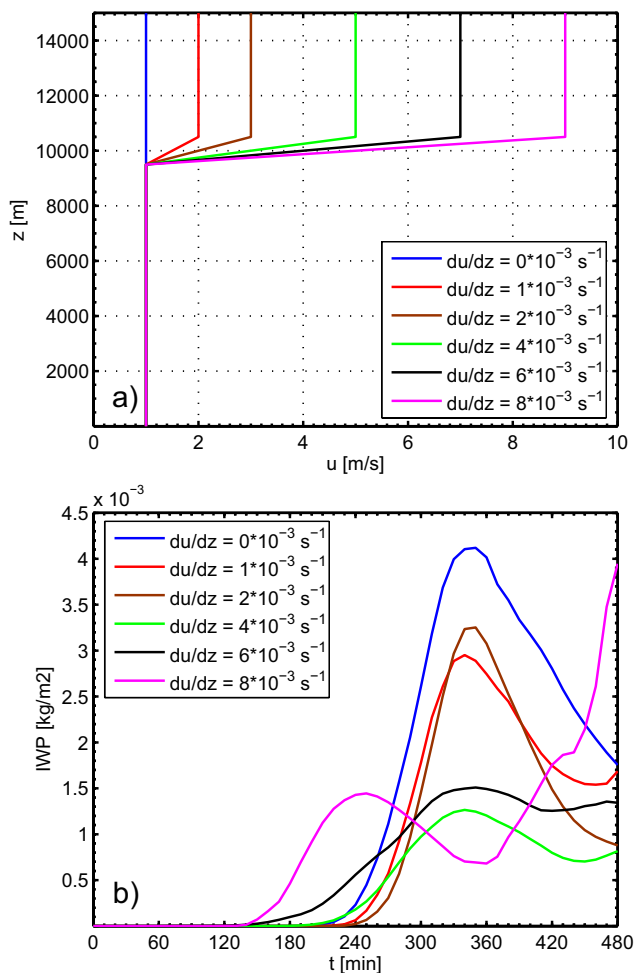 14000
12000
10000
8000
6000
4000
2000
z [m]
du/dz = 0*10⁻³ s⁻¹
du/dz = 1*10⁻³ s⁻¹
du/dz = 2*10⁻³ s⁻¹
du/dz = 4*10⁻³ s⁻¹
du/dz = 6*10⁻³ s⁻¹
du/dz = 8*10⁻³ s⁻¹
a)
0 2 4 6 8 10
u [m/s]
x 10⁻³
4.5
4
3.5
3
2.5
2
1.5
1
0.5
IWP [kg/m2]
du/dz = 0*10⁻³ s⁻¹
du/dz = 1*10⁻³ s⁻¹
du/dz = 2*10⁻³ s⁻¹
du/dz = 4*10⁻³ s⁻¹
du/dz = 6*10⁻³ s⁻¹
du/dz = 8*10⁻³ s⁻¹
b)
0 60 120 180 240 300 360 420 480
t [min]